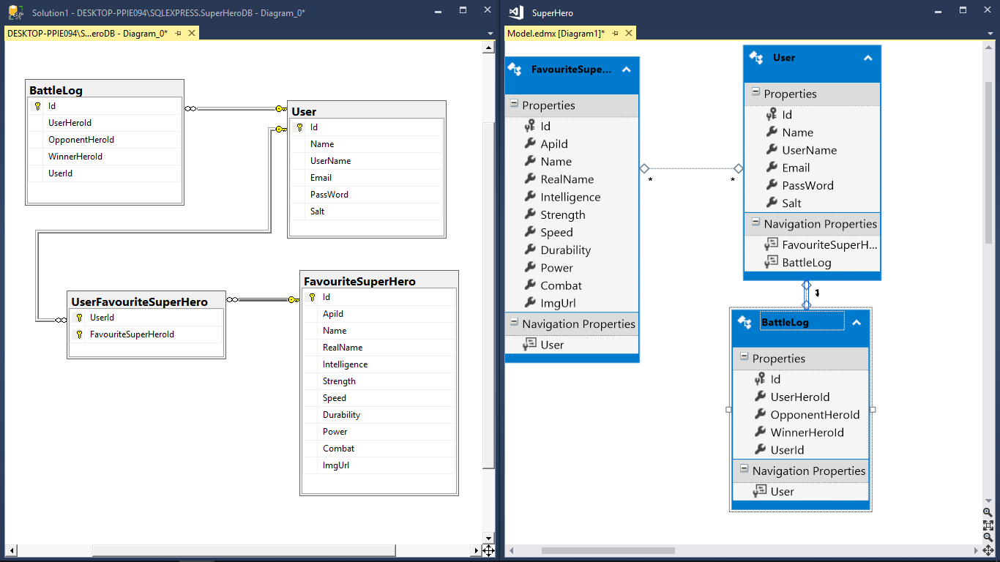 Solution1 - DESKTOP-PPIE094\SQLEXPRESS.SuperHeroDB - Diagram_0*
DESKTOP-PPIE094\S...eroDB - Diagram_0*
BattleLog
Id
UserHeroId
OpponentHeroId
WinnerHeroId
UserId
User
Id
Name
UserName
Email
PassWord
Salt
UserFavouriteSuperHero
UserId
FavouriteSuperHeroId
FavouriteSuperHero
Id
ApiId
Name
RealName
Intelligence
Strength
Speed
Durability
Power
Combat
ImgUrl
SuperHero
Model.edmx [Diagram1]*
FavouriteSupe...
Properties
Id
ApiId
Name
RealName
Intelligence
Strength
Speed
Durability
Power
Combat
ImgUrl
Navigation Properties
User
*
*
User
Properties
Id
Name
UserName
Email
PassWord
Salt
Navigation Properties
FavouriteSuperH...
BattleLog
BattleLog
Properties
Id
UserHeroId
OpponentHeroId
WinnerHeroId
UserId
Navigation Properties
User